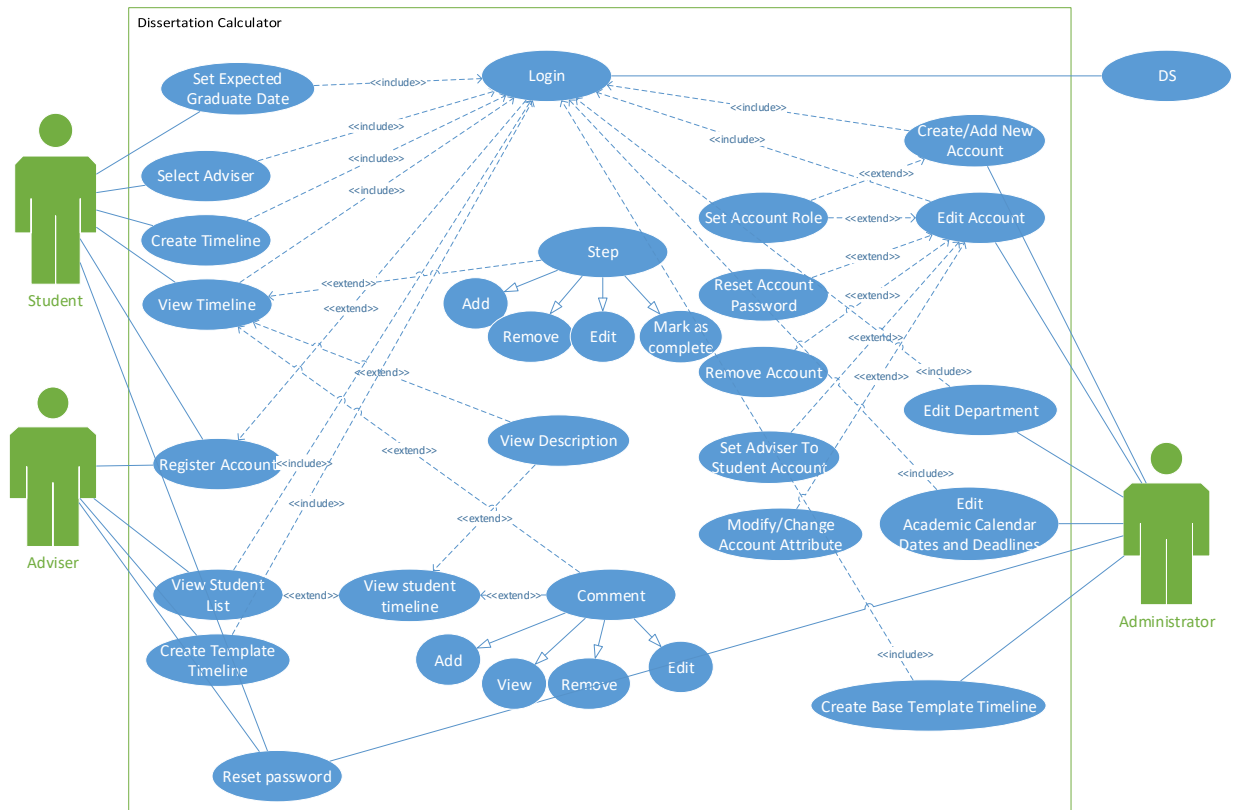 Dissertation Calculator
Set Expected
Graduate Date
<<include>>
Login
DS
<<include>>
<<include>>
Create/Add New
Account
<<include>>
<<include>>
<<include>>
Select Adviser
<<extend>>
Set Account Role
<<extend>>
Edit Account
Create Timeline
Step
<<extend>>
<<include>>
Student
View Timeline
<<extend>>
<<extend>>
Add
Remove
Edit
Mark as
complete
Reset Account
Password
<<extend>>
<<extend>>
Remove Account
<<extend>>
<<include>>
Edit Department
<<extend>>
View Description
Register Account
<<include>>
Set Adviser To
Student Account
<<include>>
<<include>>
<<extend>>
Modify/Change
Account Attribute
Edit
Academic Calendar
Dates and Deadlines
Adviser
View Student
List
<<extend>>
View student
timeline
<<extend>>
Comment
Administrator
Create Template
Timeline
Add
View
Remove
Edit
<<include>>
Create Base Template Timeline
Reset password